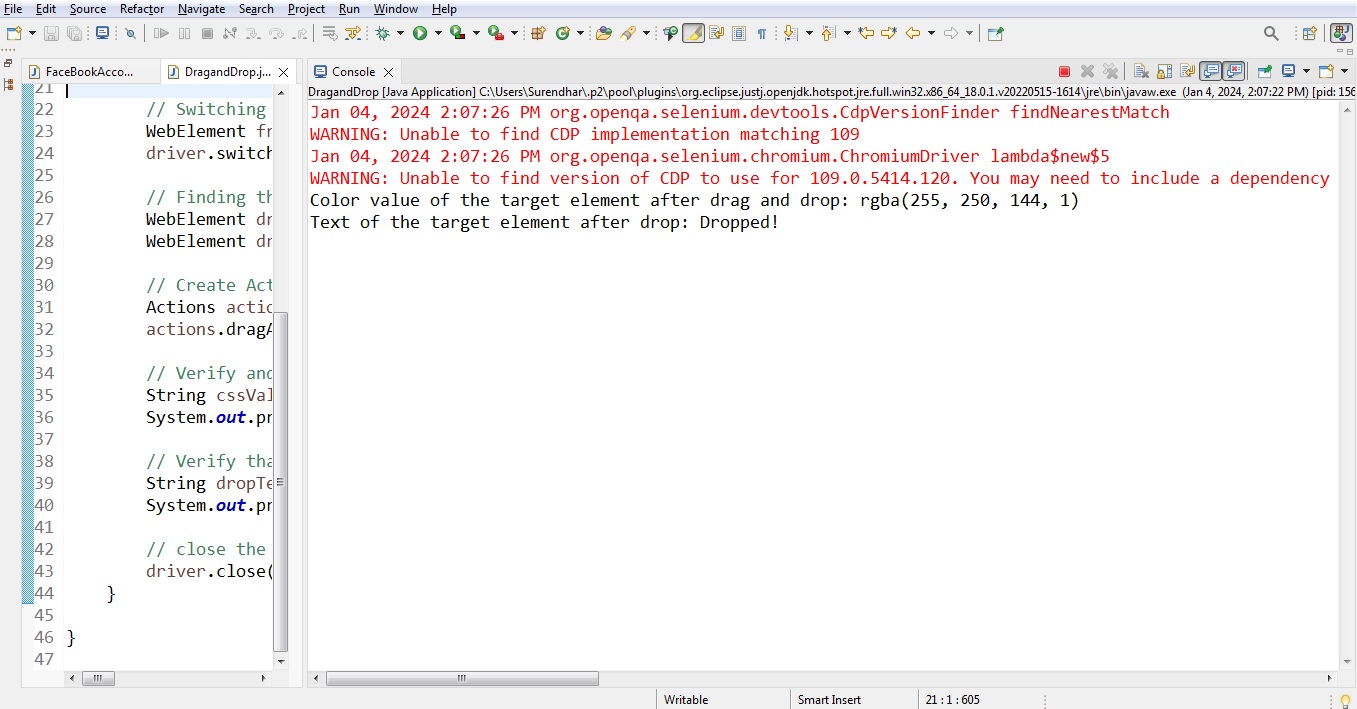 File Edit Source Refactor Navigate Search Project Run Window Help
FaceBookAcco...
DragandDrop.j...
Console
DragandDrop [Java Application] C:\Users\Surendhar\.p2\pool\plugins\org.eclipse.justj.openjdk.hotspot.jre.full.win32.x86_64_18.0.1.v20220515-1614\jre\bin\javaw.exe (Jan 4, 2024, 2:07:22 PM) [pid: 156
21
22 // Switching
23 WebElement fr
24 driver.switch
25
26 // Finding th
27 WebElement dr
28 WebElement dr
29
30 // Create Act
31 Actions actio
32 actions.dragA
33
34 // Verify and
35 String cssVal
36 System.out.pr
37
38 // Verify tha
39 String dropTe
40 System.out.pr
41
42 // close the
43 driver.close(
44 }
45
46 }
47
Jan 04, 2024 2:07:26 PM org.openqa.selenium.devtools.CdpVersionFinder findNearestMatch
WARNING: Unable to find CDP implementation matching 109
Jan 04, 2024 2:07:26 PM org.openqa.selenium.chromium.ChromiumDriver lambda$new$5
WARNING: Unable to find version of CDP to use for 109.0.5414.120. You may need to include a dependency
Color value of the target element after drag and drop: rgba(255, 250, 144, 1)
Text of the target element after drop: Dropped!
Writable Smart Insert 21 : 1 : 605